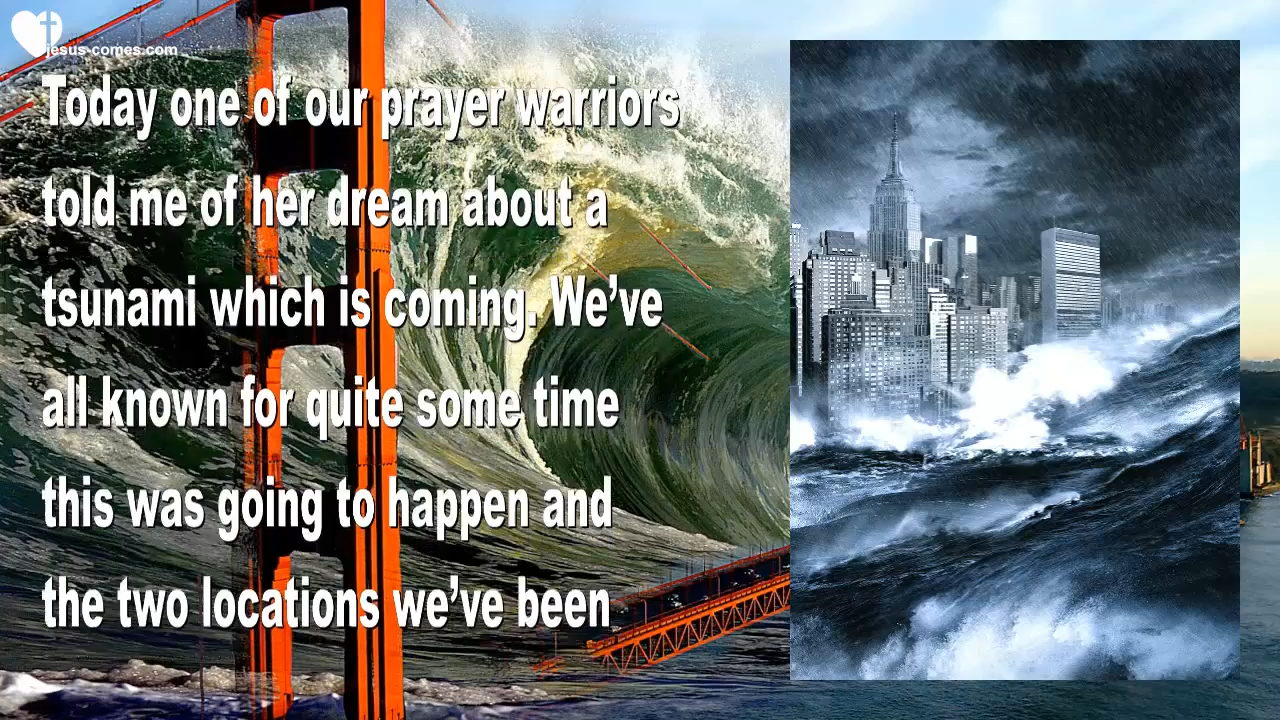 jesus-comes.com
Today one of our prayer warriors
told me of her dream about a
tsunami which is coming. We’ve
all known for quite some time
this was going to happen and
the two locations we’ve been